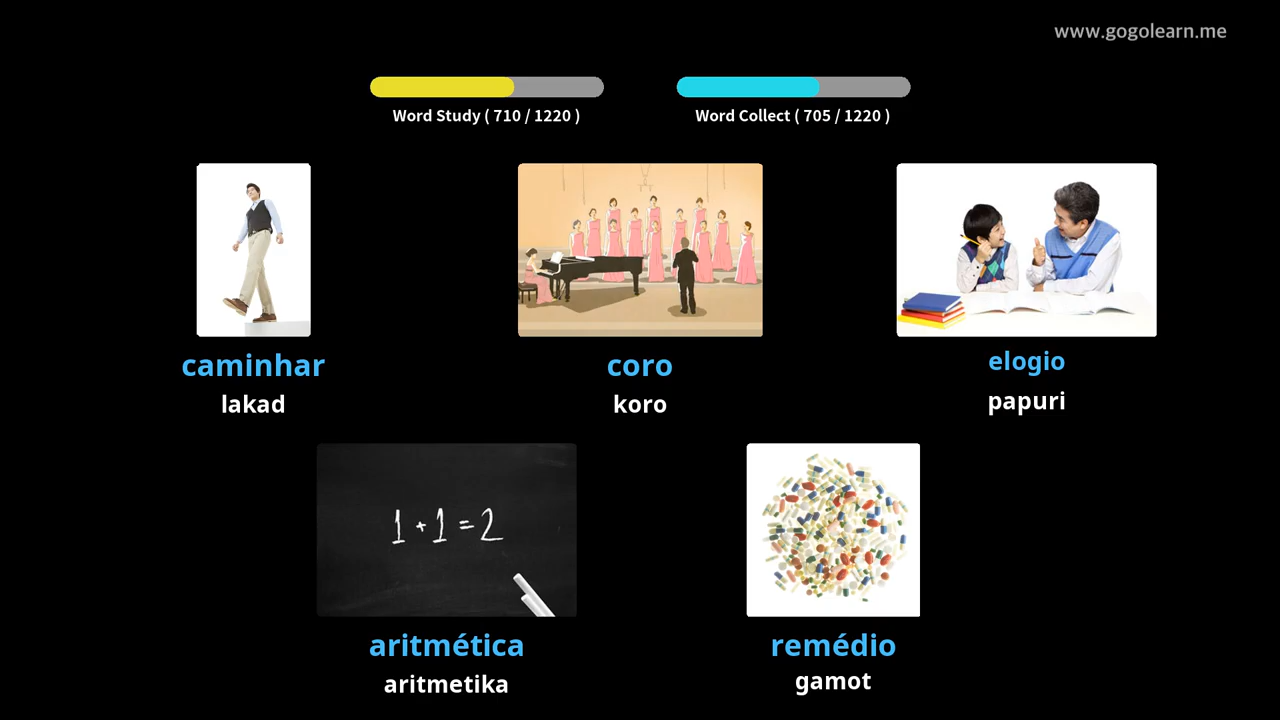 www.gogolearn.me
Word Study ( 710 / 1220 )
Word Collect ( 705 / 1220 )
caminhar
lakad
coro
koro
elogio
papuri
1 + 1 = 2
aritmética
aritmetika
remédio
gamot